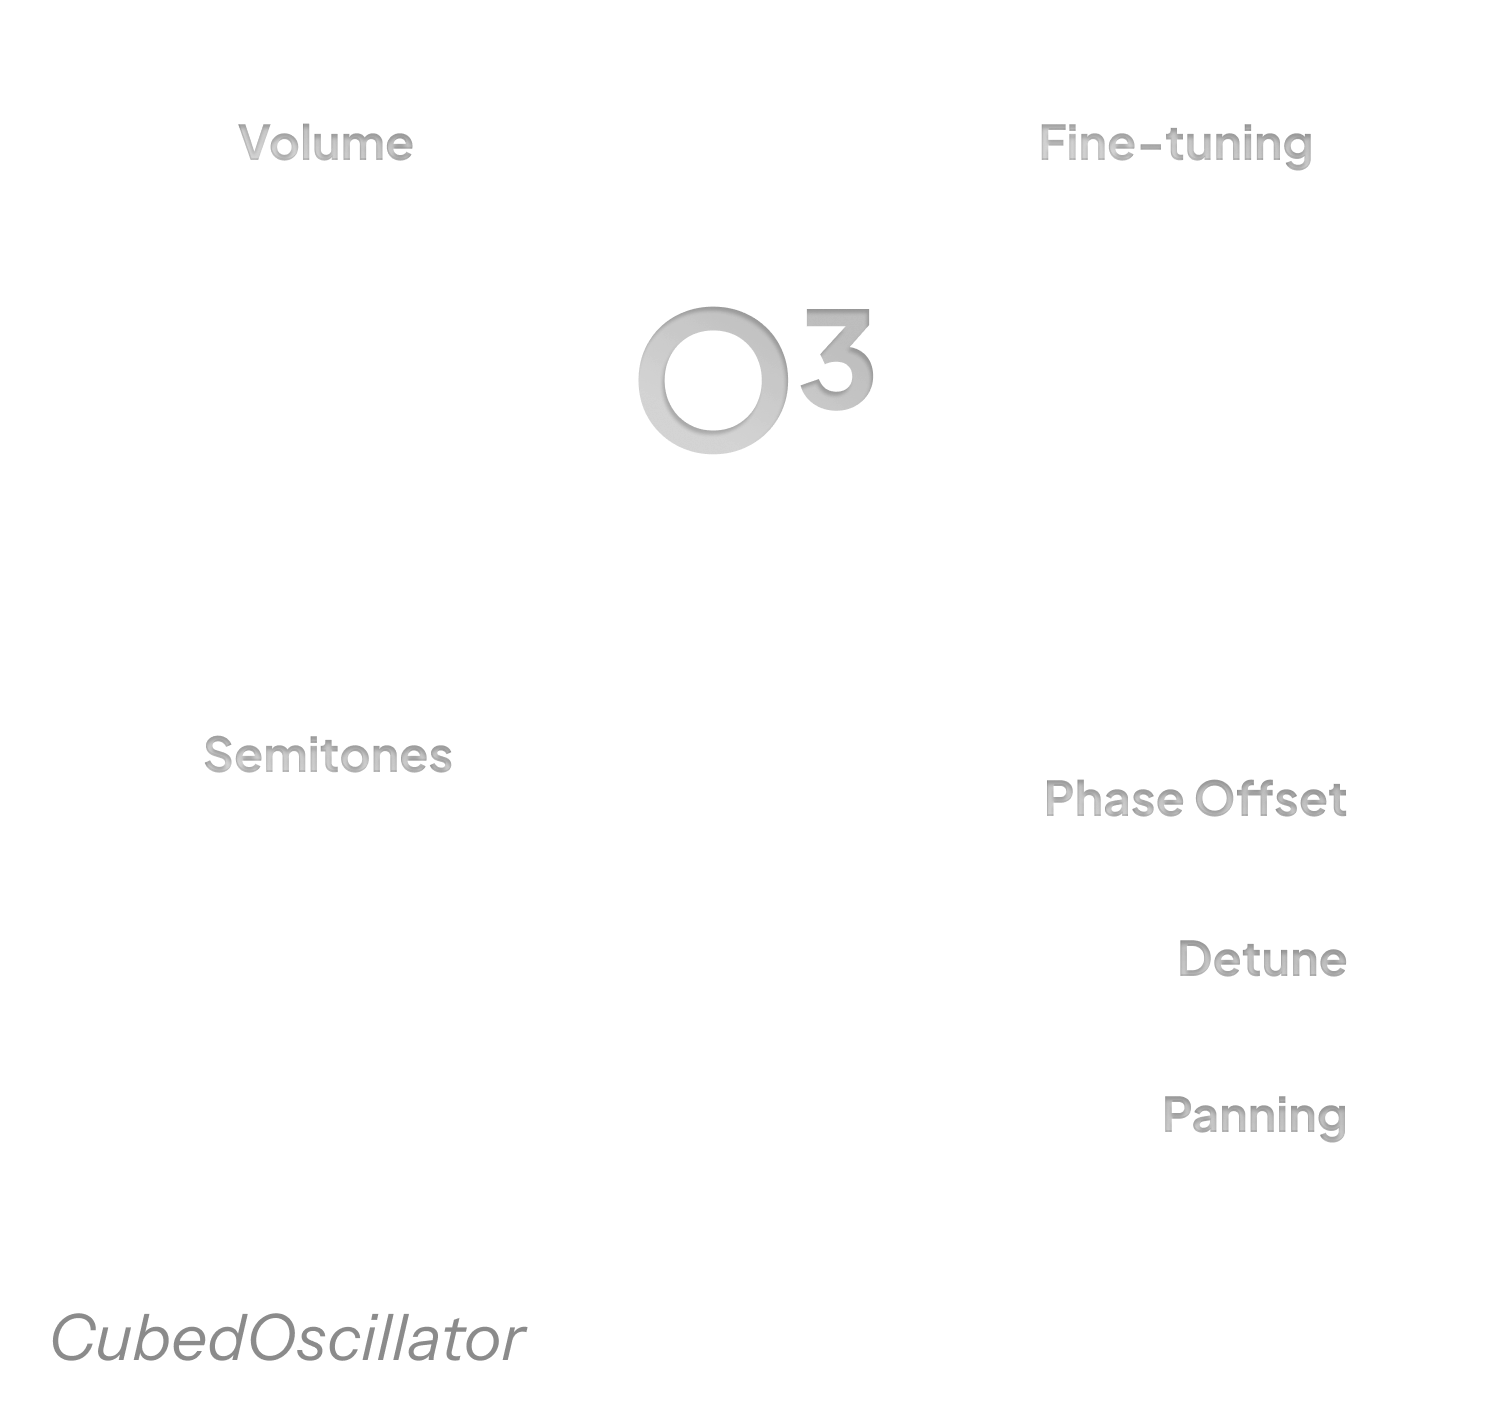 Volume
Fine-tuning
O³
Semitones
Phase Offset
Detune
Panning
CubedOscillator